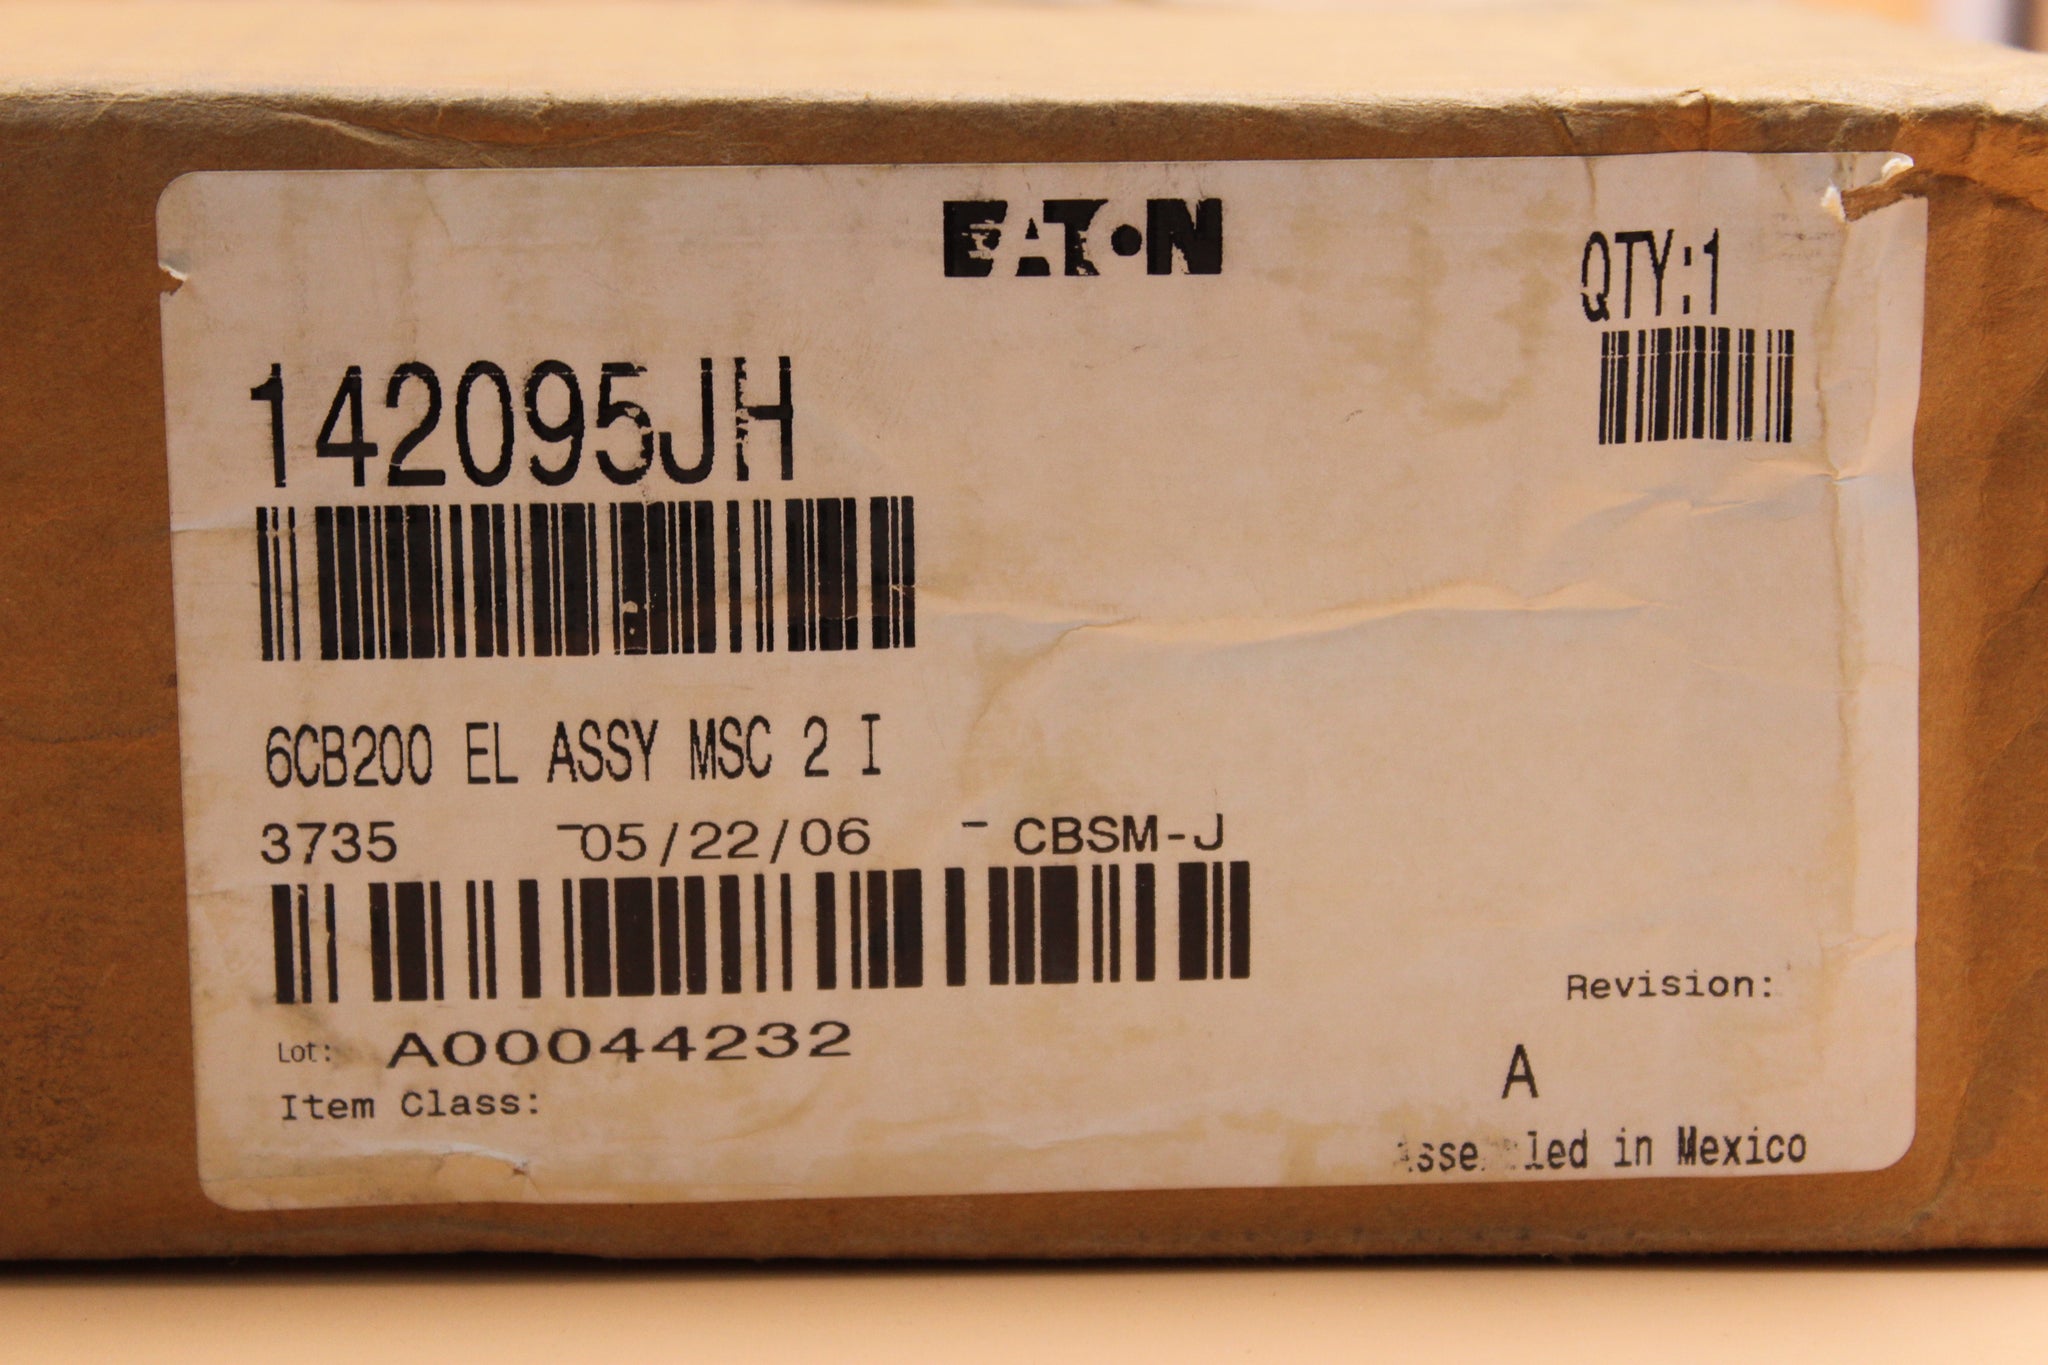 EATON
QTY:1
142095JH
6CB200 EL ASSY MSC 2 I
3735 -05/22/06 - CBSM-J
Lot: A00044232
Item Class:
Revision:
A
Assembled in Mexico